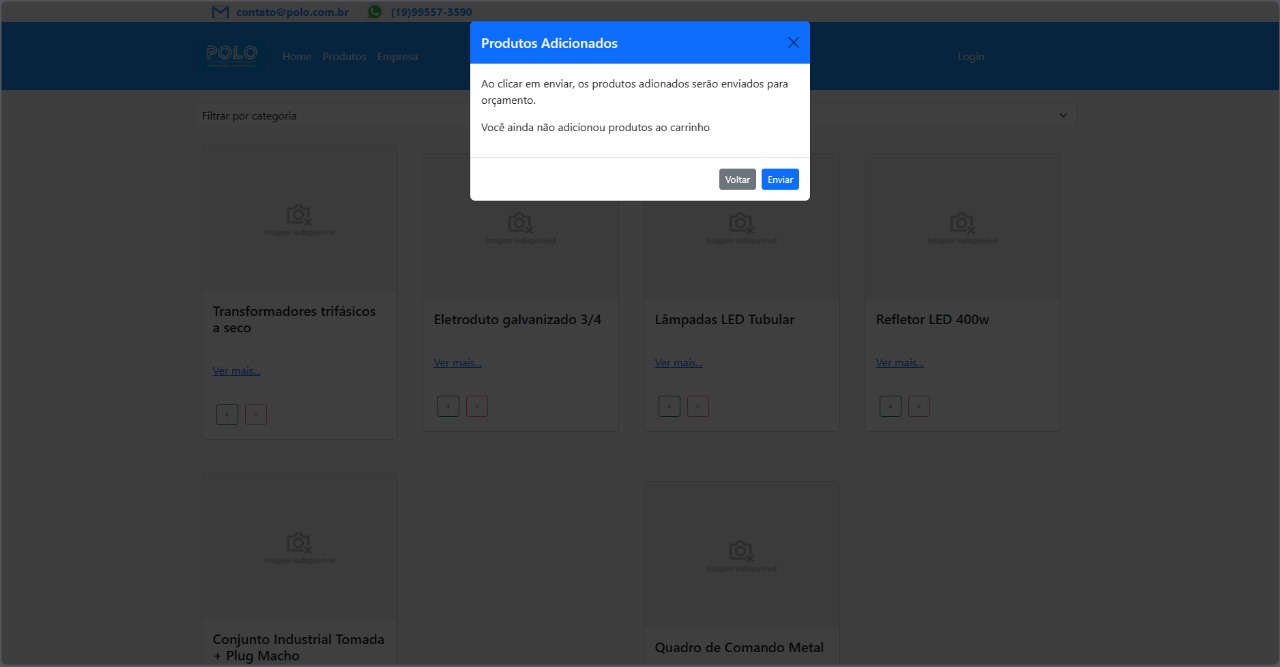 contato@polo.com.br (19)99557-3590
POLO
Home Produtos Empresa
Login
Produtos Adicionados
Ao clicar em enviar, os produtos adionados serão enviados para
orçamento.
Você ainda não adicionou produtos ao carrinho
Voltar Enviar
Filtrar por categoria
Imagem indisponível
Imagem indisponível
Imagem indisponível
Imagem indisponível
Transformadores trifásicos
a seco
Ver mais...
+ ×
Eletroduto galvanizado 3/4
Ver mais...
+ ×
Lâmpadas LED Tubular
Ver mais...
+ ×
Refletor LED 400w
Ver mais...
+ ×
Imagem indisponível
Imagem indisponível
Conjunto Industrial Tomada
+ Plug Macho
Quadro de Comando Metal